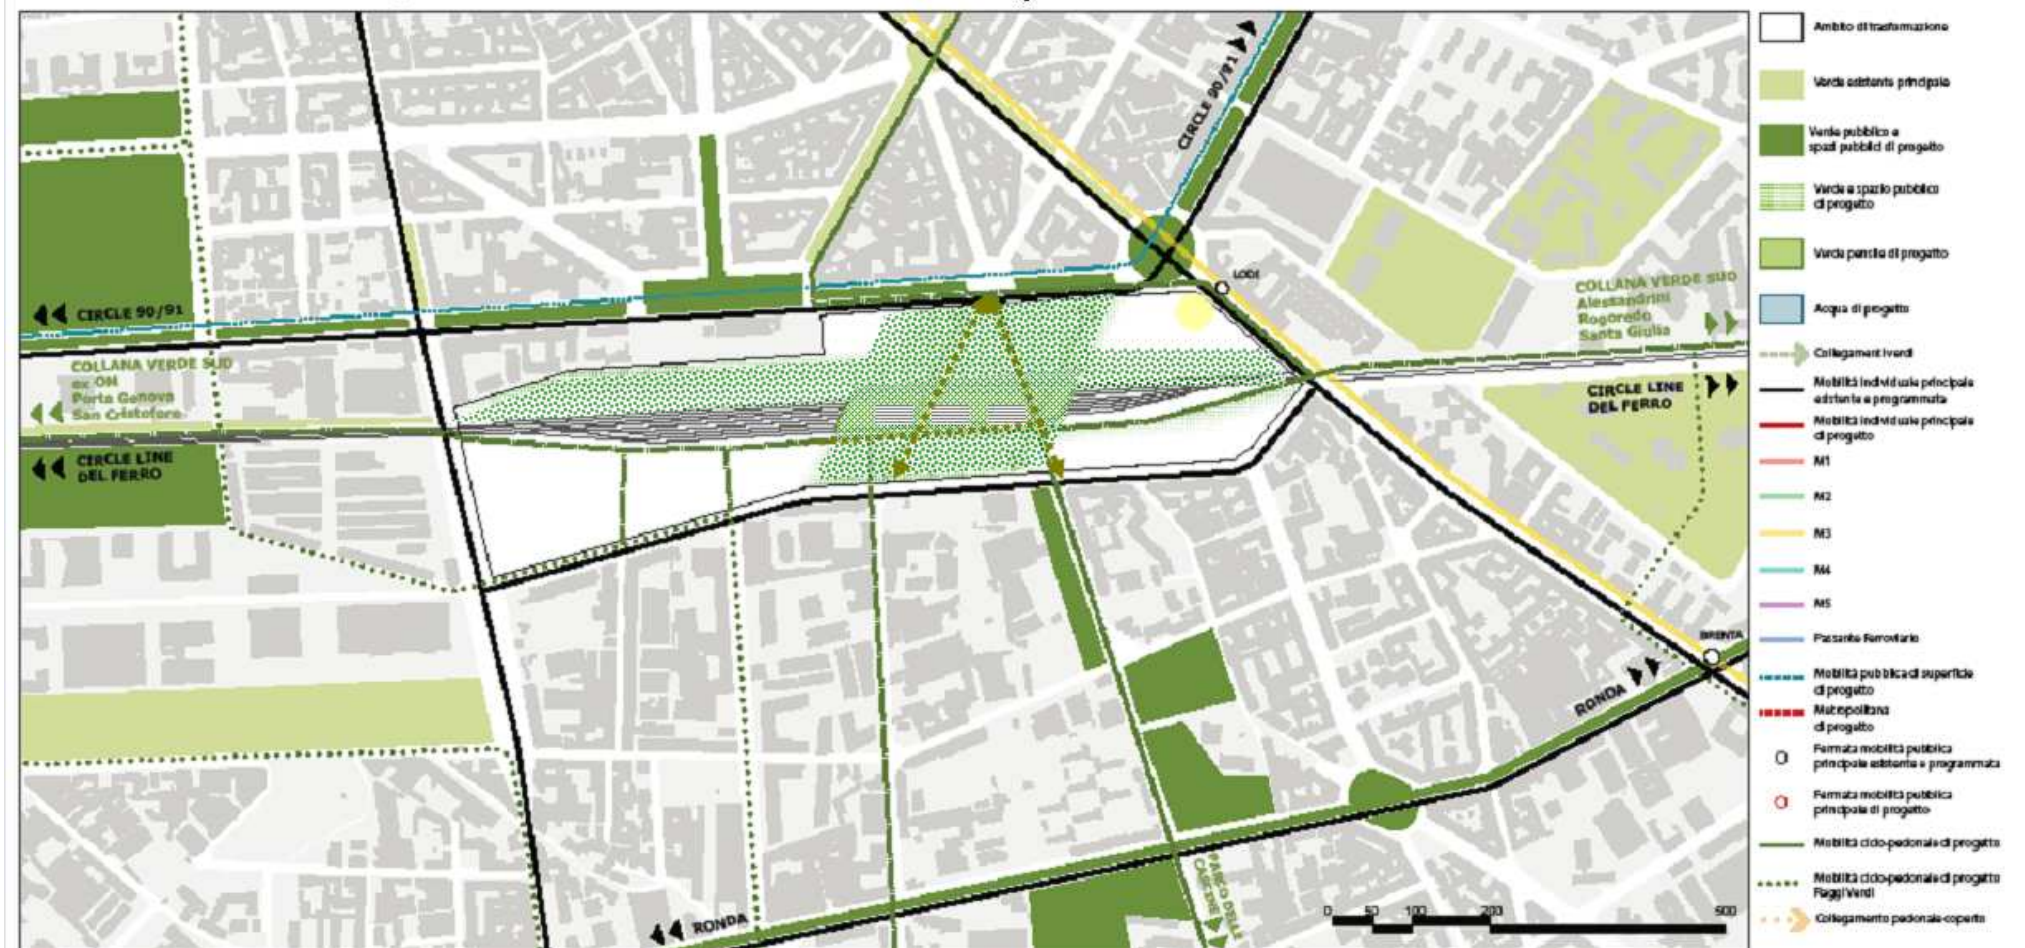 CIRCLE 90/91
LODI
CIRCLE 90/91
COLLANA VERDE SUD
Alessandrini
Rogoredo
Santa Giulia
COLLANA VERDE SUD
ex OM
Porta Genova
San Cristoforo
CIRCLE LINE
DEL FERRO
CIRCLE LINE
DEL FERRO
BRENTA
RONDA
RONDA
PARCO DELLE
0 50 100 200 500
Ambito di trasformazione
Verde esistente principale
Verde pubblico e
spazi pubblici di progetto
Verde e spazio pubblico
di progetto
Verde pensile di progetto
Acqua di progetto
Collegamenti verdi
Mobilità individuale principale
esistente e programmata
Mobilità individuale principale
di progetto
M1
M2
M3
M4
M5
Passante Ferroviario
Mobilità pubblica di superficie
di progetto
Metropolitana
di progetto
Fermata mobilità pubblica
principale esistente e programmata
Fermata mobilità pubblica
principale di progetto
Mobilità ciclo-pedonale di progetto
Mobilità ciclo-pedonale di progetto
Raggi Verdi
Collegamento pedonale coperto